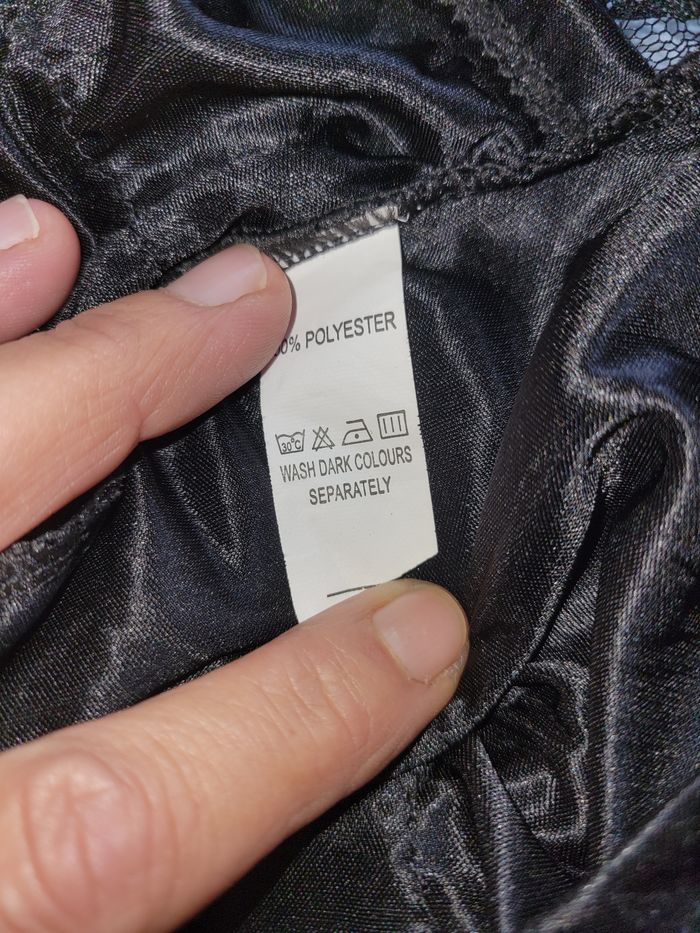 0% POLYESTER
30°C
WASH DARK COLOURS
SEPARATELY